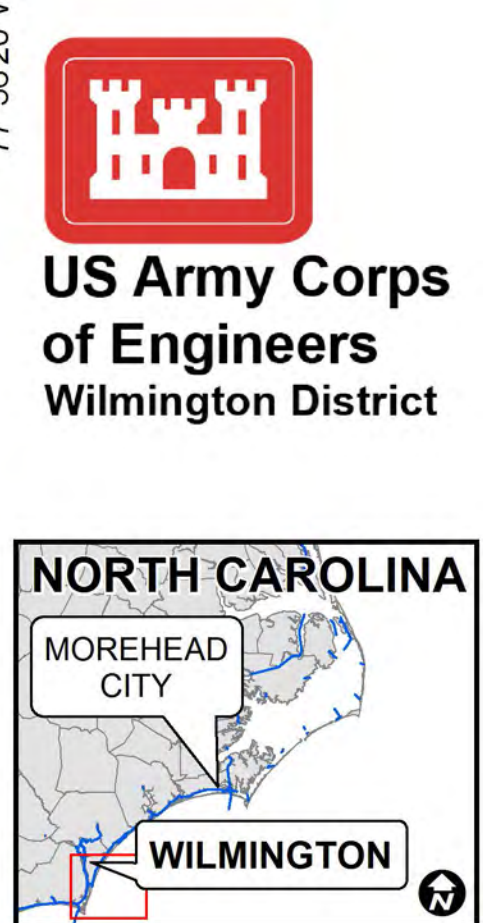 US Army Corps
of Engineers
Wilmington District
NORTH CAROLINA
MOREHEAD
CITY
WILMINGTON
N